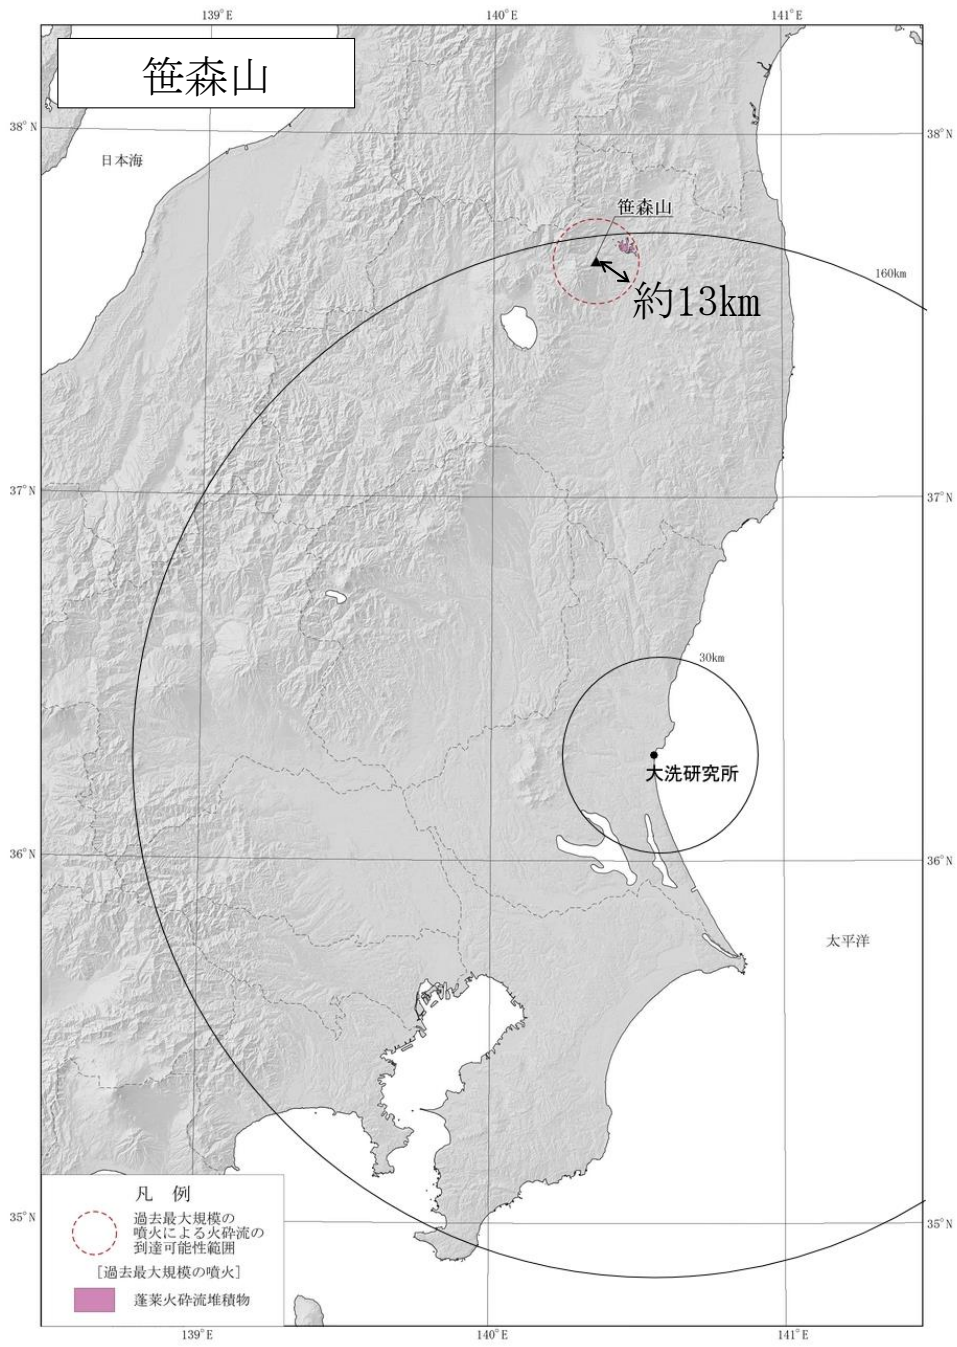 139°E
140°E
141°E
笹森山
38°N
38°N
日本海
笹森山
160km
約13km
37°N
37°N
30km
大洗研究所
36°N
36°N
太平洋
凡 例
過去最大規模の
噴火による火砕流の
到達可能性範囲
[過去最大規模の噴火]
蓬莱火砕流堆積物
35°N
35°N
139°E
140°E
141°E